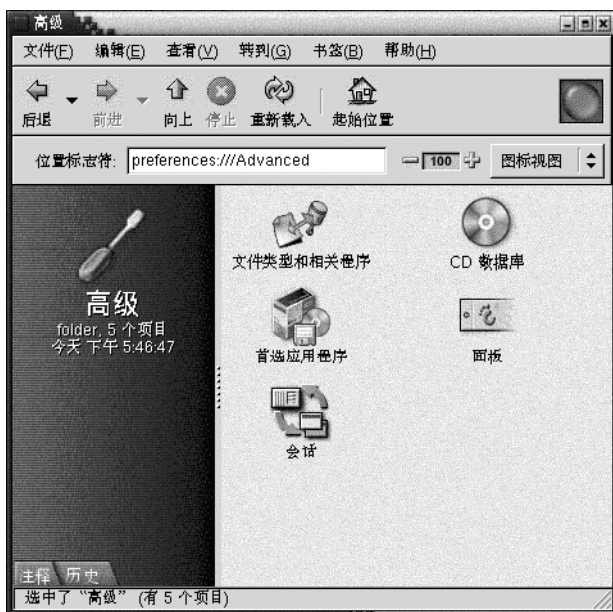 高级
文件(F) 编辑(E) 查看(V) 转到(G) 书签(B) 帮助(H)
后退 前进 向上 停止 重新载入 起始位置
位置标志符: preferences:///Advanced 100 图标视图
文件类型和相关程序 CD 数据库
高级
folder, 5 个项目
今天 下午 5:46:47
首选应用程序 面板
会话
注释 历史
选中了“高级” (有 5 个项目)